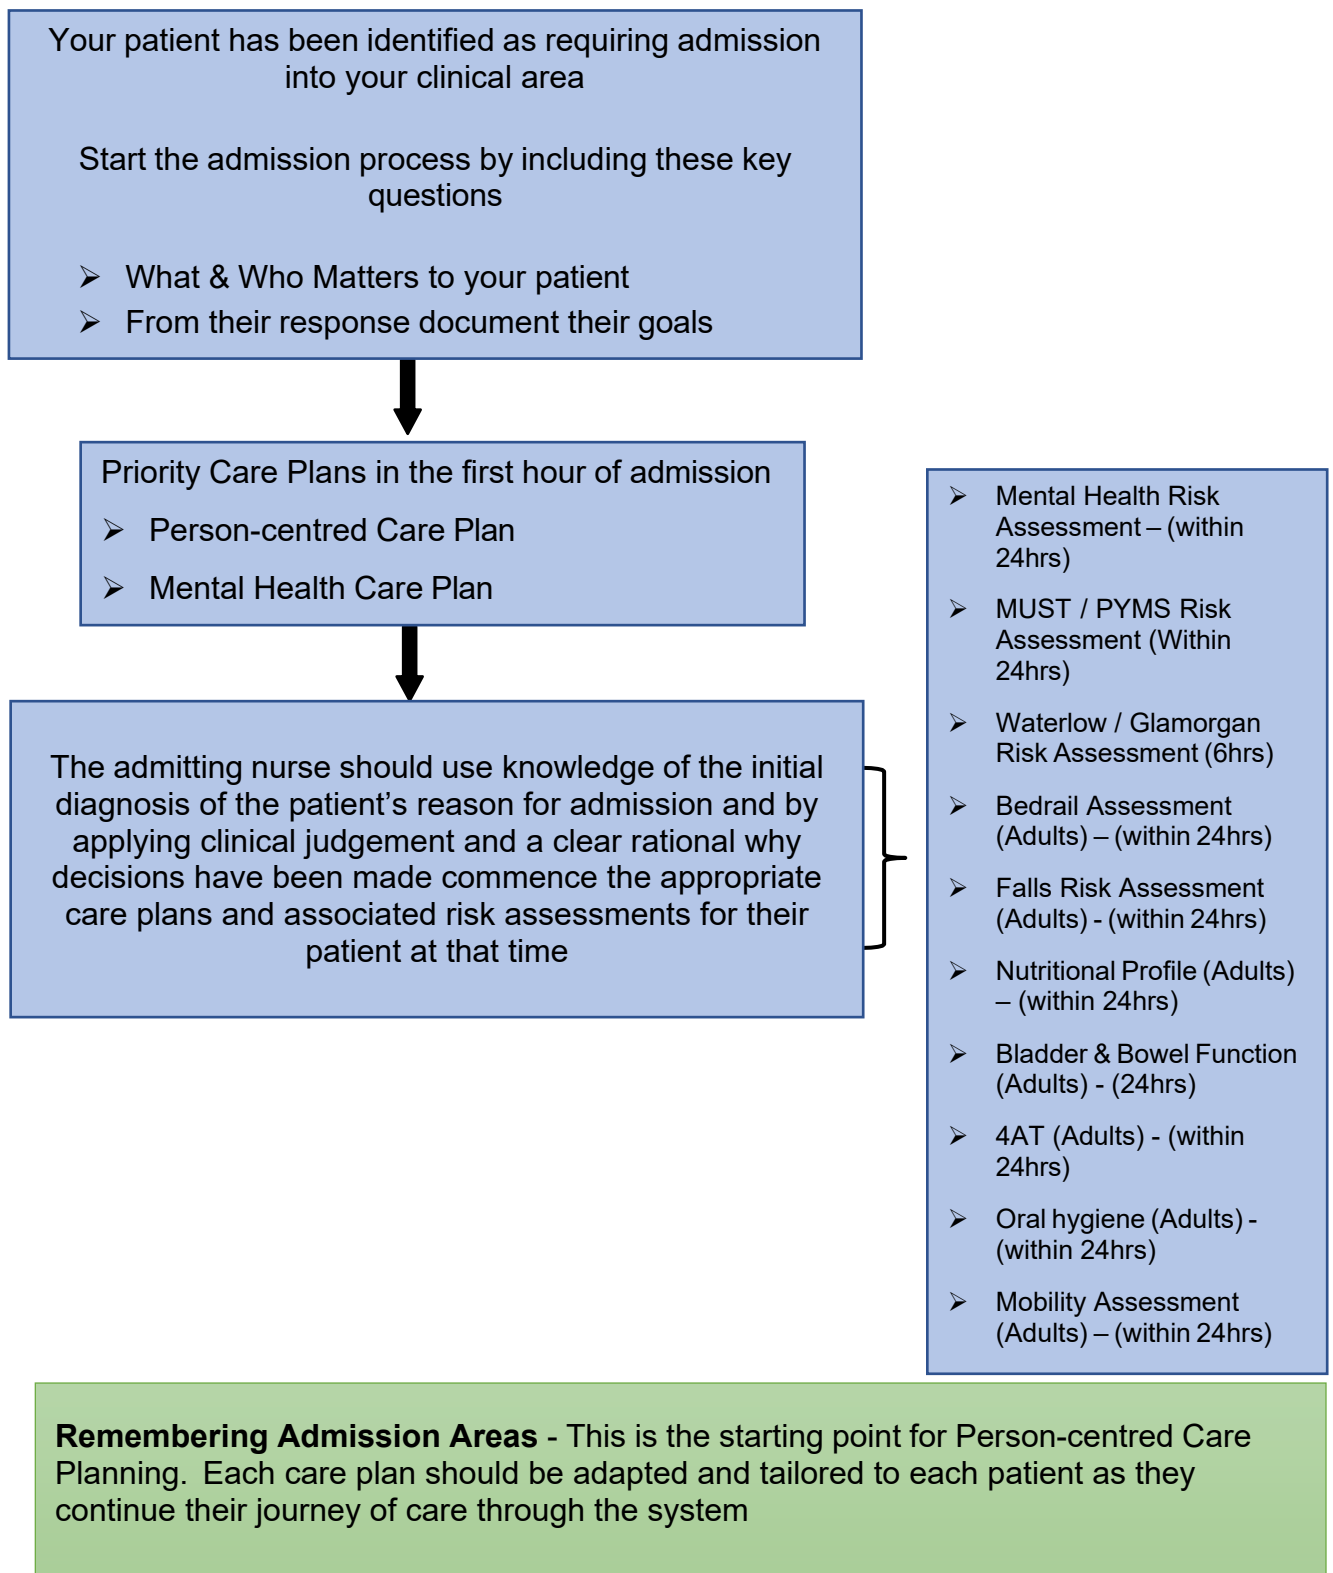 Your patient has been identified as requiring admission
into your clinical area
Start the admission process by including these key
questions
➢ What & Who Matters to your patient
➢ From their response document their goals
Priority Care Plans in the first hour of admission
➢ Person-centred Care Plan
➢ Mental Health Care Plan
The admitting nurse should use knowledge of the initial
diagnosis of the patient’s reason for admission and by
applying clinical judgement and a clear rational why
decisions have been made commence the appropriate
care plans and associated risk assessments for their
patient at that time
➢ Mental Health Risk
Assessment – (within
24hrs)
➢ MUST / PYMS Risk
Assessment (Within
24hrs)
➢ Waterlow / Glamorgan
Risk Assessment (6hrs)
➢ Bedrail Assessment
(Adults) – (within 24hrs)
➢ Falls Risk Assessment
(Adults) - (within 24hrs)
➢ Nutritional Profile (Adults)
– (within 24hrs)
➢ Bladder & Bowel Function
(Adults) - (24hrs)
➢ 4AT (Adults) - (within
24hrs)
➢ Oral hygiene (Adults) -
(within 24hrs)
➢ Mobility Assessment
(Adults) – (within 24hrs)
Remembering Admission Areas - This is the starting point for Person-centred Care
Planning. Each care plan should be adapted and tailored to each patient as they
continue their journey of care through the system